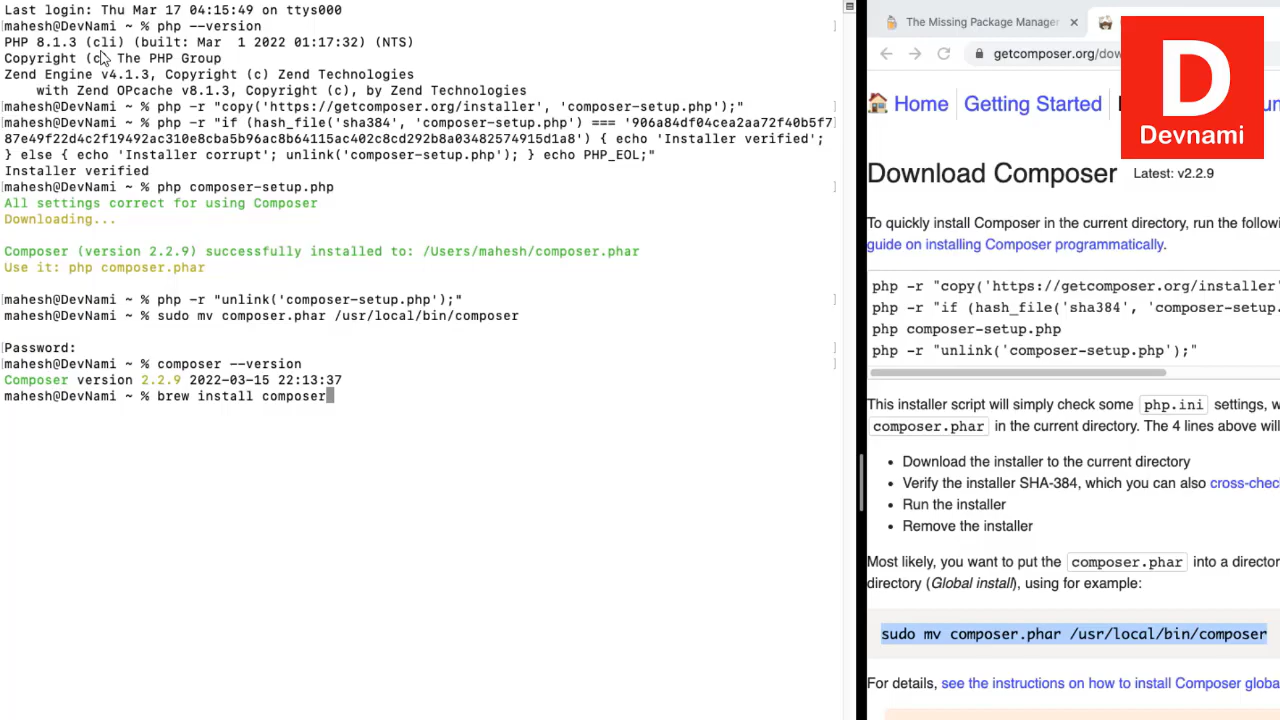 Last login: Thu Mar 17 04:15:49 on ttys000
mahesh@DevNami ~ % php --version
PHP 8.1.3 (cli) (built: Mar  1 2022 01:17:32) (NTS)
Copyright (c) The PHP Group
Zend Engine v4.1.3, Copyright (c) Zend Technologies
    with Zend OPcache v8.1.3, Copyright (c), by Zend Technologies
mahesh@DevNami ~ % php -r "copy('https://getcomposer.org/installer', 'composer-setup.php');"
mahesh@DevNami ~ % php -r "if (hash_file('sha384', 'composer-setup.php') === '906a84df04cea2aa72f40b5f7
87e49f22d4c2f19492ac310e8cba5b96ac8b64115ac402c8cd292b8a03482574915d1a8') { echo 'Installer verified';
} else { echo 'Installer corrupt'; unlink('composer-setup.php'); } echo PHP_EOL;"
Installer verified
mahesh@DevNami ~ % php composer-setup.php
All settings correct for using Composer
Downloading...
Composer (version 2.2.9) successfully installed to: /Users/mahesh/composer.phar
Use it: php composer.phar
mahesh@DevNami ~ % php -r "unlink('composer-setup.php');"
mahesh@DevNami ~ % sudo mv composer.phar /usr/local/bin/composer
Password:
mahesh@DevNami ~ % composer --version
Composer version 2.2.9 2022-03-15 22:13:37
mahesh@DevNami ~ % brew install composer
The Missing Package Manager
getcomposer.org/dow
D
Devnami
Home
Getting Started
Download Composer Latest: v2.2.9
To quickly install Composer in the current directory, run the following
guide on installing Composer programmatically.
php -r "copy('https://getcomposer.org/installer'
php -r "if (hash_file('sha384', 'composer-setup.
php composer-setup.php
php -r "unlink('composer-setup.php');"
This installer script will simply check some php.ini settings, w
composer.phar in the current directory. The 4 lines above will
• Download the installer to the current directory
• Verify the installer SHA-384, which you can also cross-chec
• Run the installer
• Remove the installer
Most likely, you want to put the composer.phar into a director
directory (Global install), using for example:
sudo mv composer.phar /usr/local/bin/composer
For details, see the instructions on how to install Composer globa